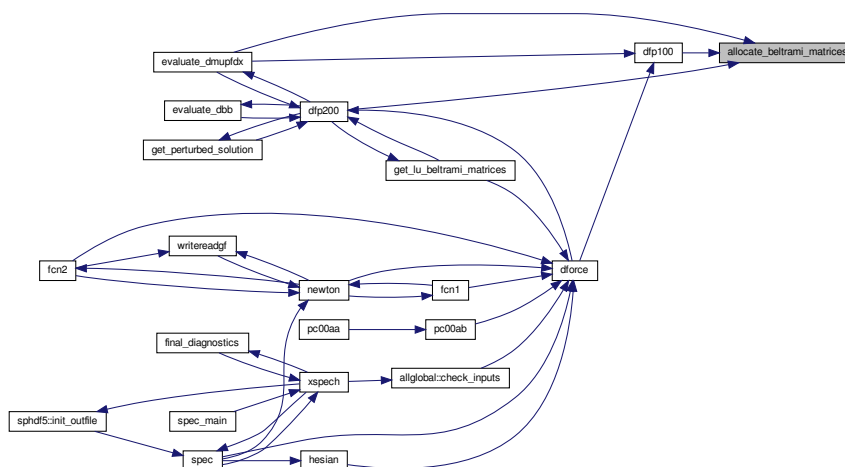 allocate_beltrami_matrices
dfp100
evaluate_dmupfdx
evaluate_dbb
dfp200
get_perturbed_solution
get_lu_beltrami_matrices
writereadgf
fcn2
dforce
newton
fcn1
pc00aa
pc00ab
final_diagnostics
xspech
allglobal::check_inputs
sphdf5::init_outfile
spec_main
spec
hesian